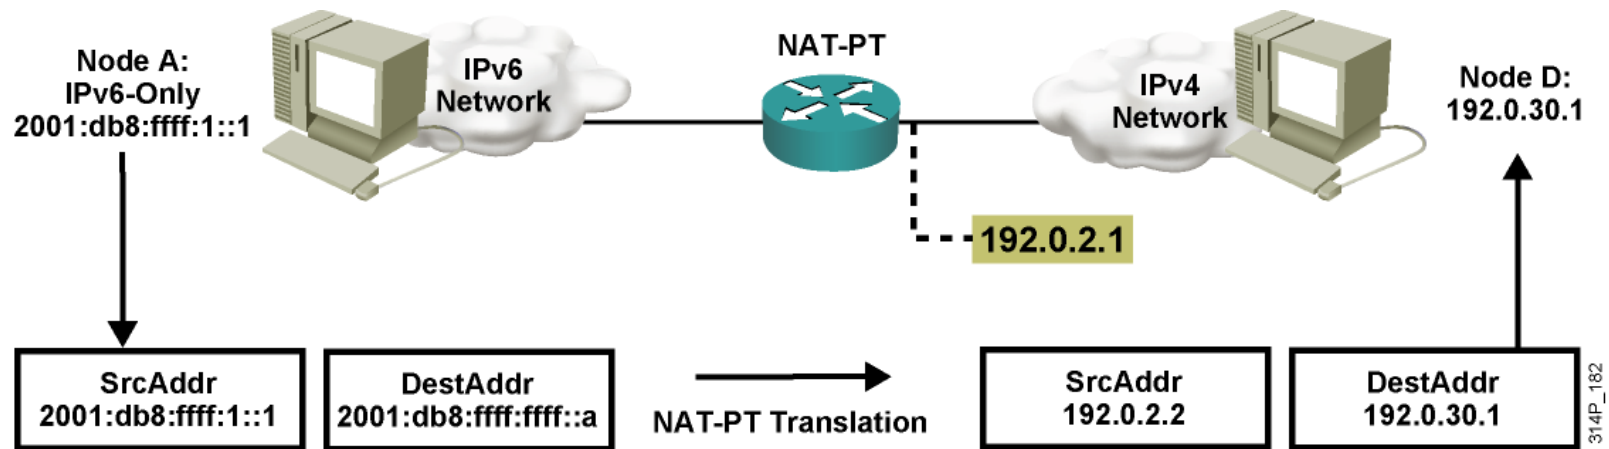 Node A:
IPv6-Only
2001:db8:ffff:1::1
IPv6
Network
NAT-PT
IPv4
Network
Node D:
192.0.30.1
192.0.2.1
SrcAddr
2001:db8:ffff:1::1
DestAddr
2001:db8:ffff:ffff::a
NAT-PT Translation
SrcAddr
192.0.2.2
DestAddr
192.0.30.1
314P_182